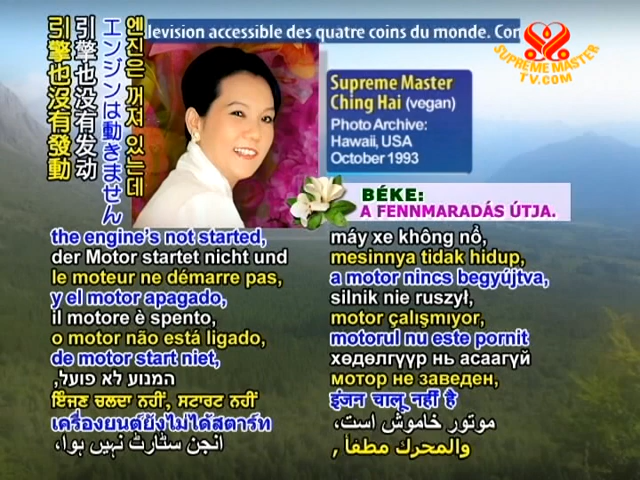 levision accessible des quatre coins du monde. Con
SUPREME MASTER
TV.COM
엔진은 꺼져 있는데
エンジンは動きません
引擎也没有发动
引擎也沒有發動
Supreme Master
Ching Hai (vegan)
Photo Archive:
Hawaii, USA
October 1993
BÉKE:
A FENNMARADÁS ÚTJA.
the engine's not started,
der Motor startet nicht und
le moteur ne démarre pas,
y el motor apagado,
il motore è spento,
o motor não está ligado,
de motor start niet,
המנוע לא פועל,
ਇੰਜਣ ਚਲਦਾ ਨਹੀਂ, ਸਟਾਰਟ ਨਹੀਂ
เครื่องยนต์ยังไม่ได้สตาร์ท
انجن سٹارٹ نہیں ہوا،
máy xe không nổ,
mesinnya tidak hidup,
a motor nincs begyújtva,
silnik nie ruszył,
motor çalışmıyor,
motorul nu este pornit
хөдөлгүүр нь асаагүй
мотор не заведен,
इंजन चालू नहीं है
موتور خاموش است،
والمحرك مطفأ ,